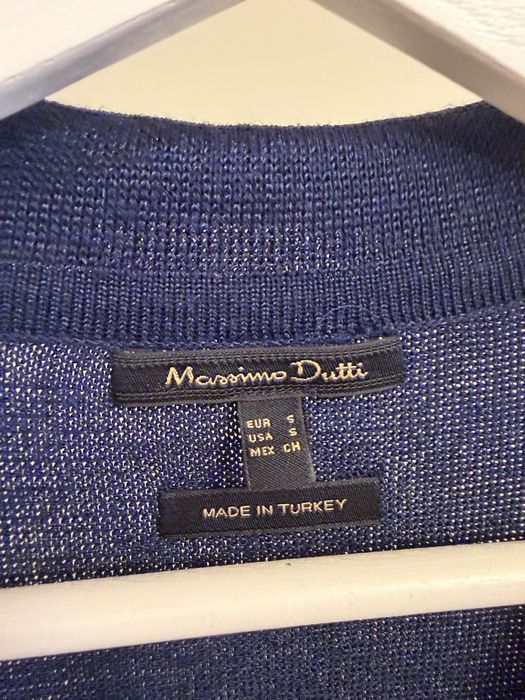 Massimo Dutti
EUR S
USA S
MEX CH
MADE IN TURKEY